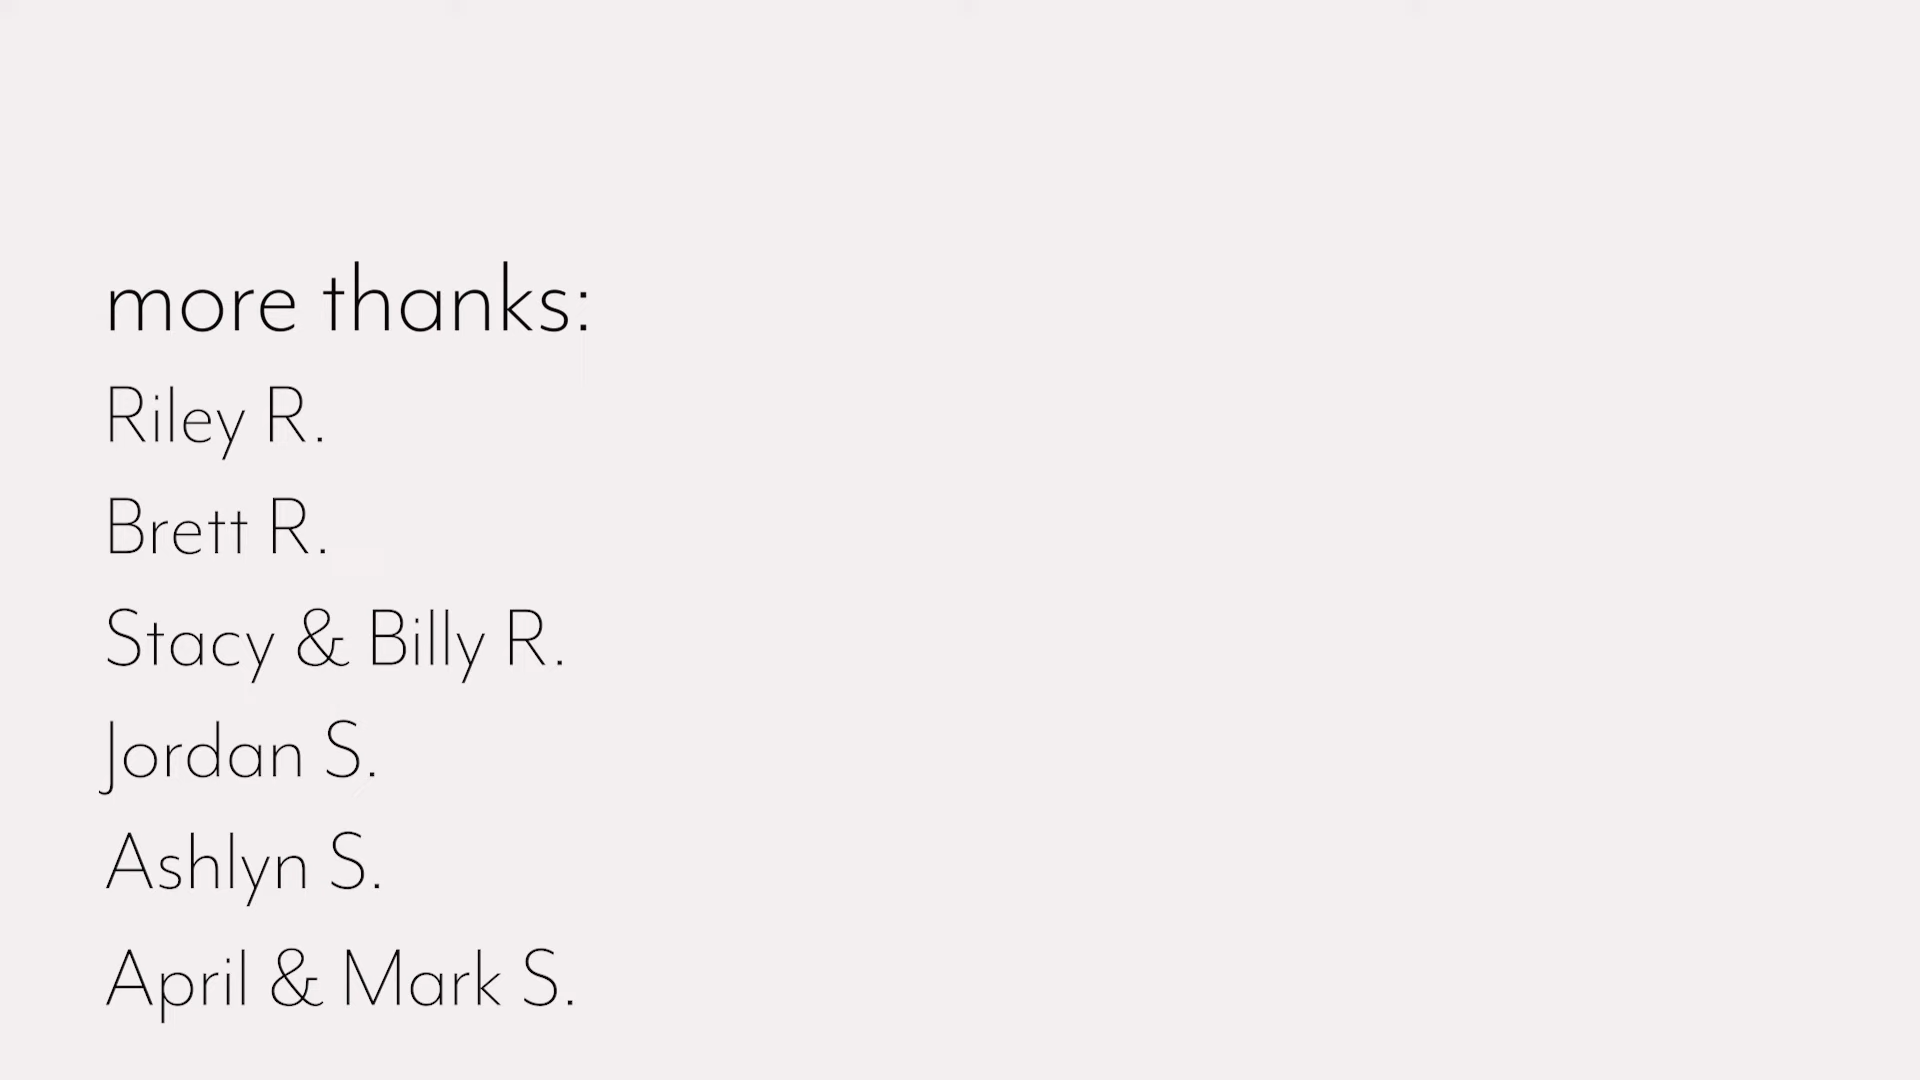 more thanks:
Riley R.
Brett R.
Stacy & Billy R.
Jordan S.
Ashlyn S.
April & Mark S.